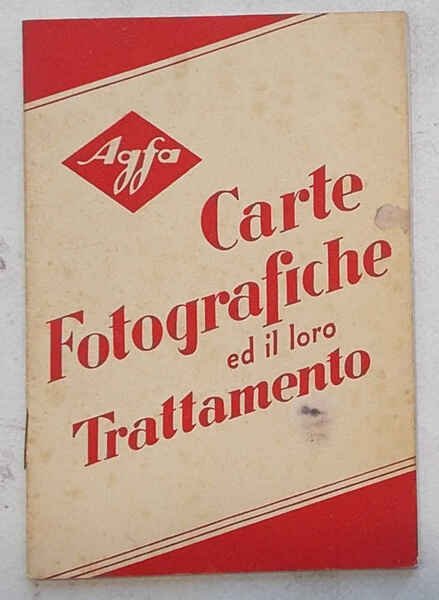 Agfa
Carte
Fotografiche
ed il loro
Trattamento